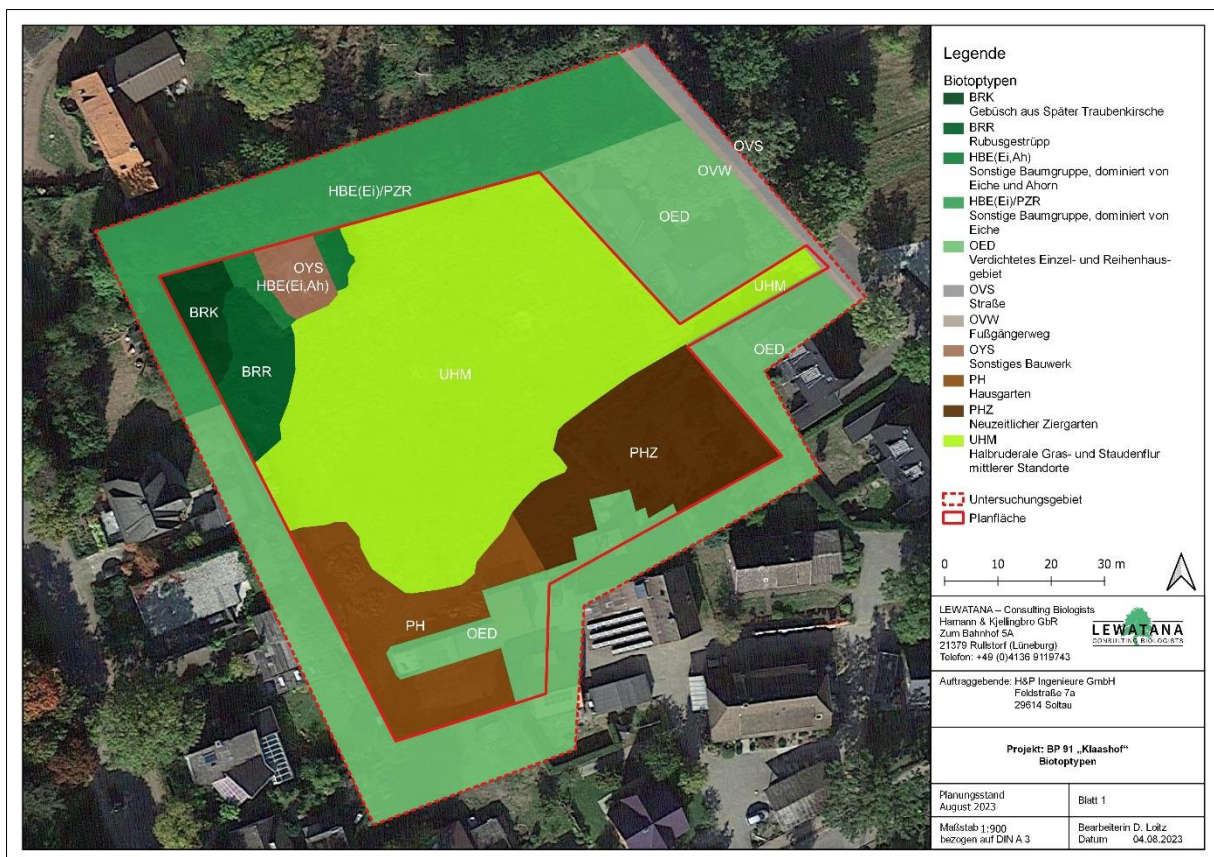 HBE(Ei)/PZR
OVS
OVW
OED
OYS
HBE(Ei,Ah)
BRK
BRR
UHM
UHM
OED
PHZ
PH
OED
Legende
Biotoptypen
BRK
Gebüsch aus Später Traubenkirsche
BRR
Rubusgestrüpp
HBE(Ei,Ah)
Sonstige Baumgruppe, dominiert von
Eiche und Ahorn
HBE(Ei)/PZR
Sonstige Baumgruppe, dominiert von
Eiche
OED
Verdichtetes Einzel- und Reihenhaus-
gebiet
OVS
Straße
OVW
Fußgängerweg
OYS
Sonstiges Bauwerk
PH
Hausgarten
PHZ
Neuzeitlicher Ziergarten
UHM
Halbruderale Gras- und Staudenflur
mittlerer Standorte
Untersuchungsgebiet
Planfläche
0 10 20 30 m
LEWATANA – Consulting Biologists
Hamann & Kjellingbro GbR
Zum Bahnhof 5A
21379 Rullstorf (Lüneburg)
Telefon: +49 (0)4136 9119743
LEWATANA
CONSULTING BIOLOGISTS
Auftraggebende: H&P Ingenieure GmbH
Feldstraße 7a
29614 Soltau
Projekt: BP 91 „Klaashof“
Biotoptypen
Planungsstand
August 2023
Blatt 1
Maßstab 1:900
bezogen auf DIN A 3
Bearbeiterin D. Loitz
Datum 04.08.2023